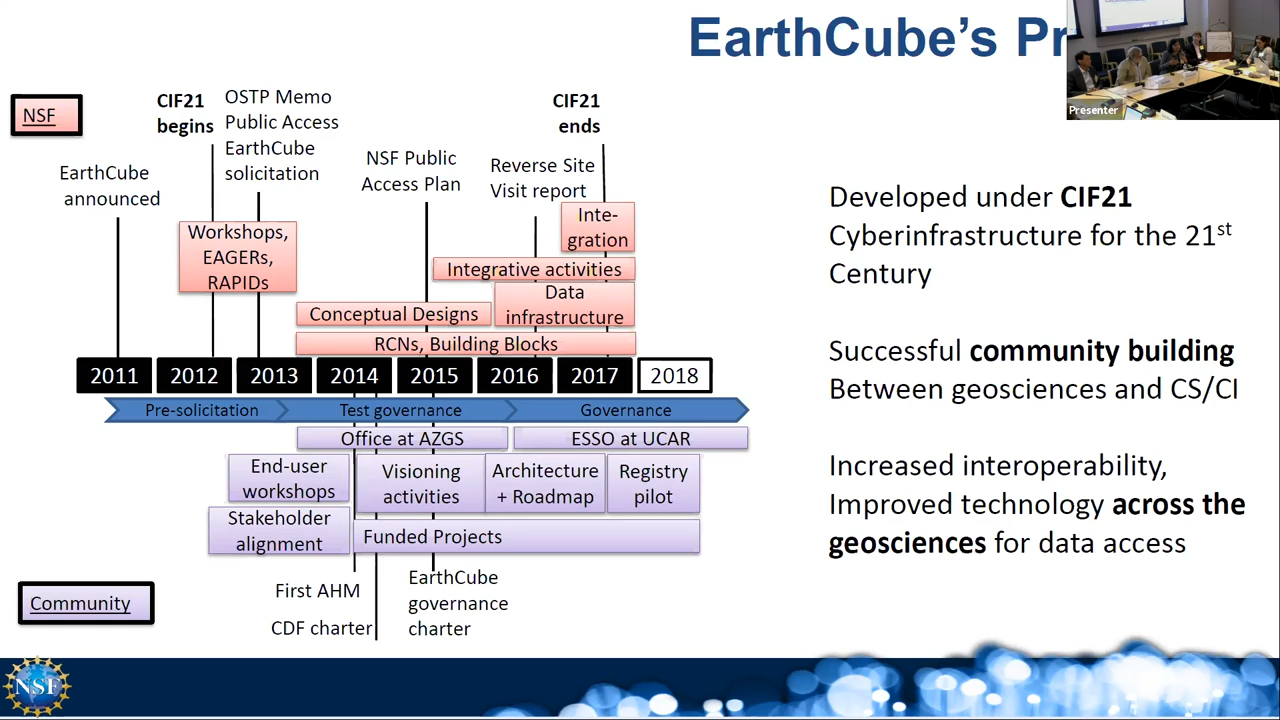 EarthCube's Pr
Presenter
NSF
CIF21
begins
OSTP Memo
Public Access
EarthCube
solicitation
CIF21
ends
EarthCube
announced
NSF Public
Access Plan
Reverse Site
Visit report
Workshops,
EAGERs,
RAPIDs
Inte-
gration
Integrative activities
Data
infrastructure
Conceptual Designs
RCNs, Building Blocks
2011 2012 2013 2014 2015 2016 2017 2018
Pre-solicitation Test governance Governance
Office at AZGS ESSO at UCAR
End-user
workshops
Visioning
activities
Architecture
+ Roadmap
Registry
pilot
Stakeholder
alignment
Funded Projects
First AHM
CDF charter
EarthCube
governance
charter
Community
Developed under CIF21
Cyberinfrastructure for the 21st
Century
Successful community building
Between geosciences and CS/CI
Increased interoperability,
Improved technology across the
geosciences for data access
NSF